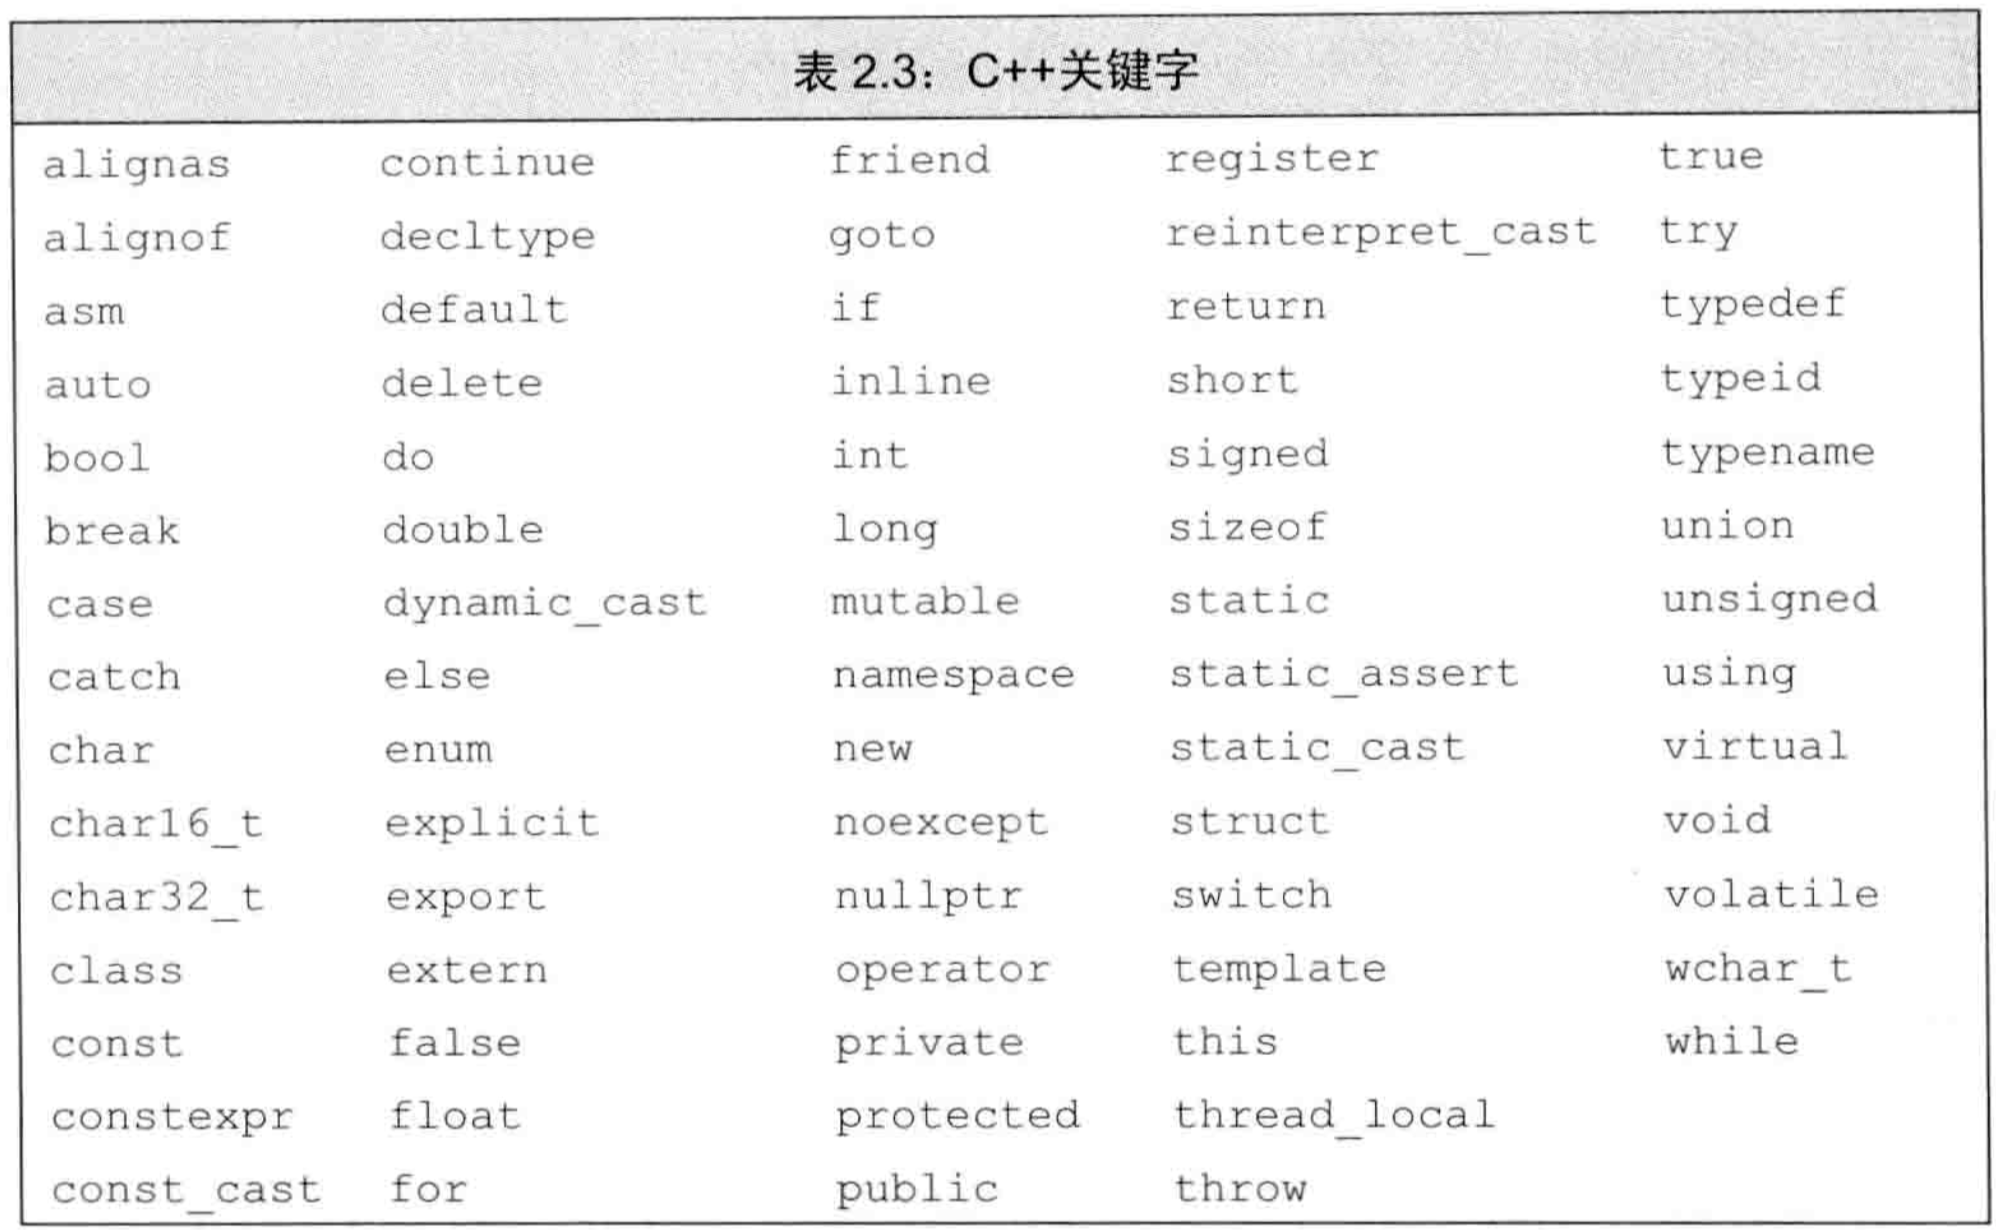 表 2.3：C++关键字
alignas continue friend register true
alignof decltype goto reinterpret_cast try
asm default if return typedef
auto delete inline short typeid
bool do int signed typename
break double long sizeof union
case dynamic_cast mutable static unsigned
catch else namespace static_assert using
char enum new static_cast virtual
char16_t explicit noexcept struct void
char32_t export nullptr switch volatile
class extern operator template wchar_t
const false private this while
constexpr float protected thread_local
const_cast for public throw